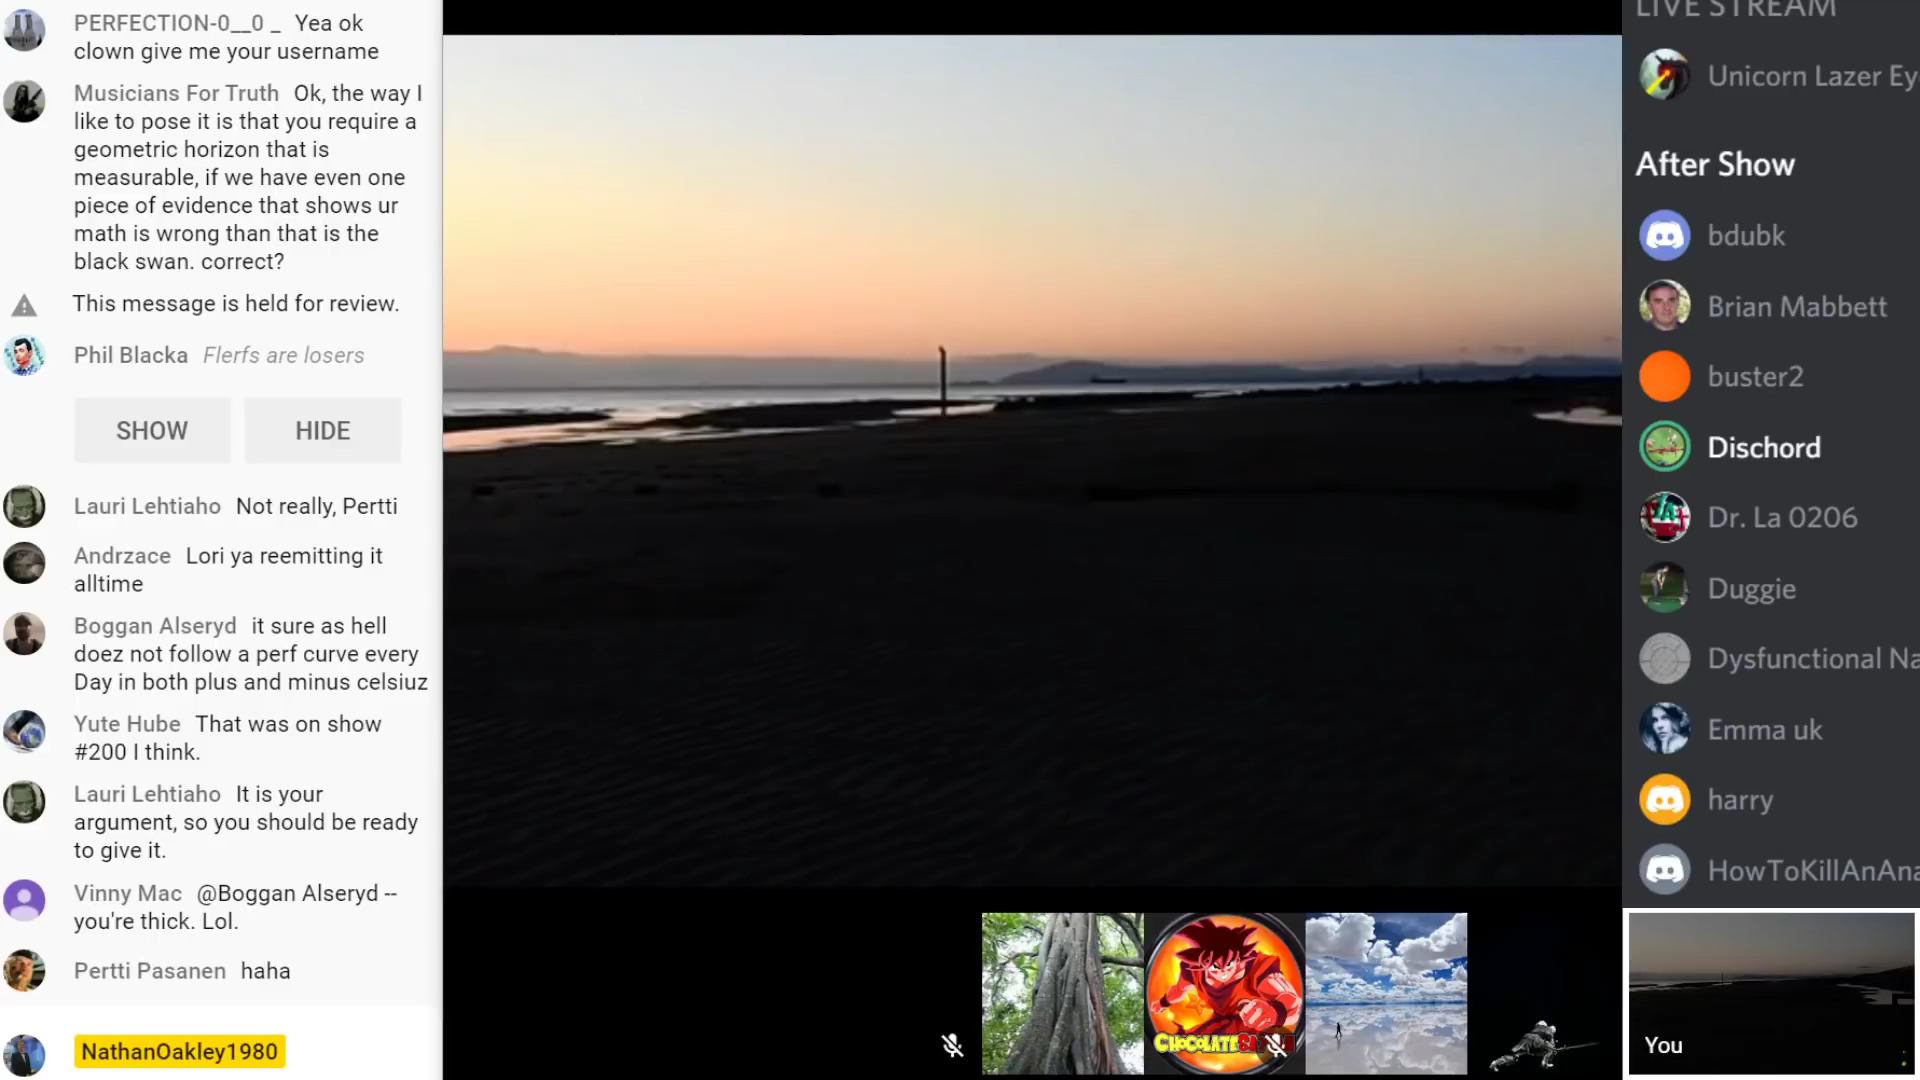 PERFECTION-0__0 _ Yea ok
clown give me your username
Musicians For Truth Ok, the way I
like to pose it is that you require a
geometric horizon that is
measurable, if we have even one
piece of evidence that shows ur
math is wrong than that is the
black swan. correct?
This message is held for review.
Phil Blacka Flerfs are losers
SHOW HIDE
Lauri Lehtiaho Not really, Pertti
Andrzace Lori ya reemitting it
alltime
Boggan Alseryd it sure as hell
doez not follow a perf curve every
Day in both plus and minus celsiuz
Yute Hube That was on show
#200 I think.
Lauri Lehtiaho It is your
argument, so you should be ready
to give it.
Vinny Mac @Boggan Alseryd --
you're thick. Lol.
Pertti Pasanen haha
NathanOakley1980
CHOCOLATE
LIVE STREAM
Unicorn Lazer Ey
After Show
bdubk
Brian Mabbett
buster2
Dischord
Dr. La 0206
Duggie
Dysfunctional Na
Emma uk
harry
HowToKillAnAna
You